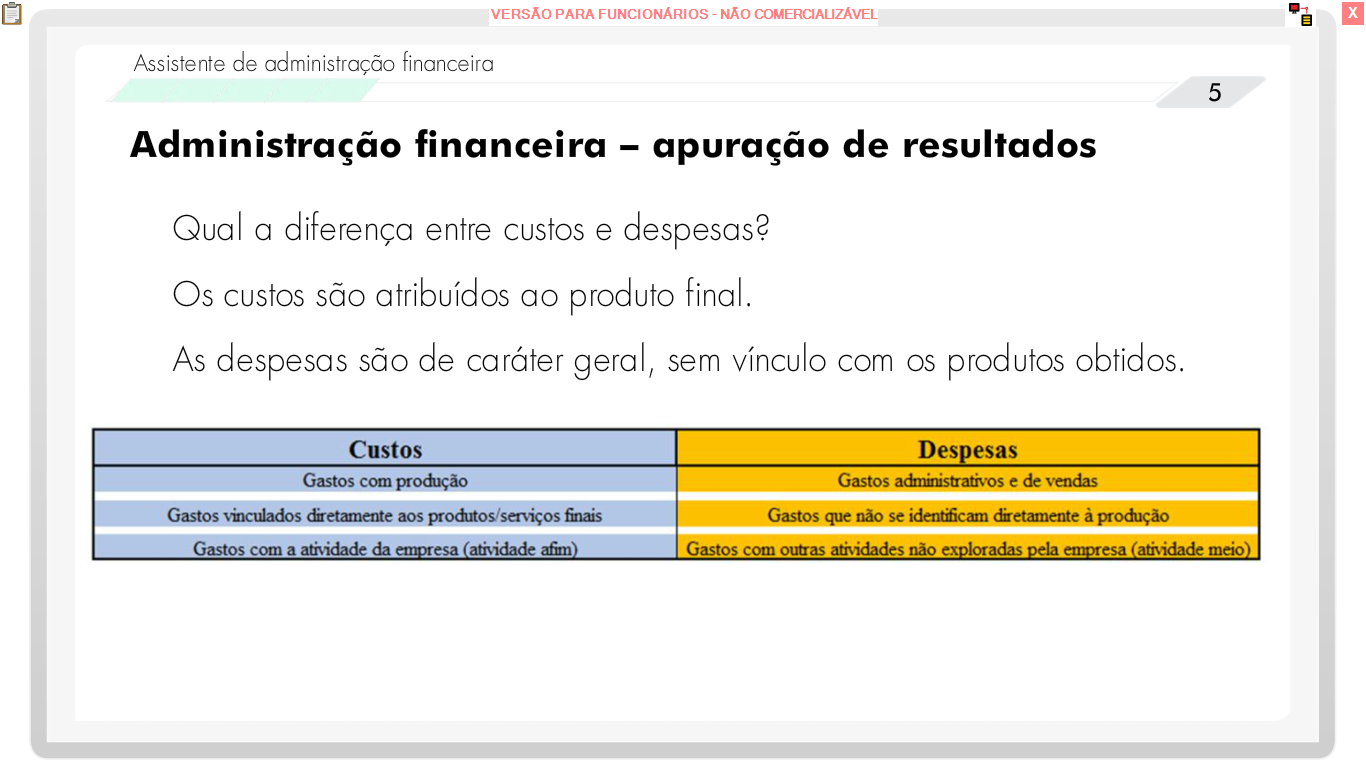 VERSÃO PARA FUNCIONÁRIOS - NÃO COMERCIALIZÁVEL
X
Assistente de administração financeira
5
Administração financeira – apuração de resultados
Qual a diferença entre custos e despesas?
Os custos são atribuídos ao produto final.
As despesas são de caráter geral, sem vínculo com os produtos obtidos.
Custos
Despesas
Gastos com produção
Gastos administrativos e de vendas
Gastos vinculados diretamente aos produtos/serviços finais
Gastos que não se identificam diretamente à produção
Gastos com a atividade da empresa (atividade afim)
Gastos com outras atividades não exploradas pela empresa (atividade meio)